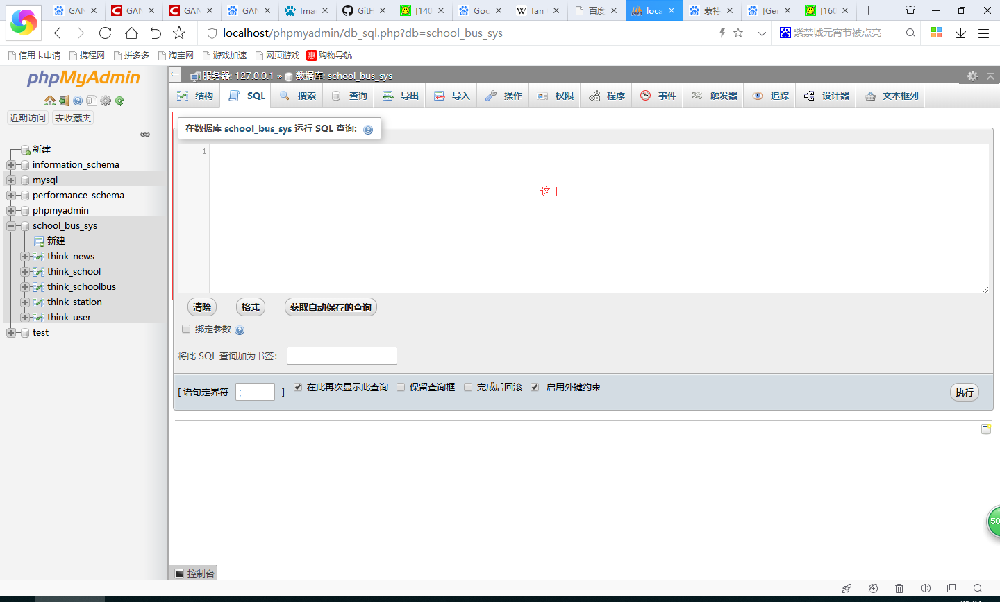 GAN
GAN
GAN
GAN
Ima
GitH
[140
Goo
Ian
百度
loca
蒙特
[Ger
[160
localhost/phpmyadmin/db_sql.php?db=school_bus_sys
紫禁城元宵节被点亮
信用卡申请
携程网
拼多多
淘宝网
游戏加速
网页游戏
惠 购物导航
phpMyAdmin
近期访问
表收藏夹
新建
information_schema
mysql
performance_schema
phpmyadmin
school_bus_sys
新建
think_news
think_school
think_schoolbus
think_station
think_user
test
服务器: 127.0.0.1 » 数据库: school_bus_sys
结构
SQL
搜索
查询
导出
导入
操作
权限
程序
事件
触发器
追踪
设计器
文本框列
在数据库 school_bus_sys 运行 SQL 查询:
1
这里
清除
格式
获取自动保存的查询
绑定参数
将此 SQL 查询加为书签:
[ 语句定界符 ; ]
在此再次显示此查询
保留查询框
完成后回滚
启用外键约束
执行
50
控制台